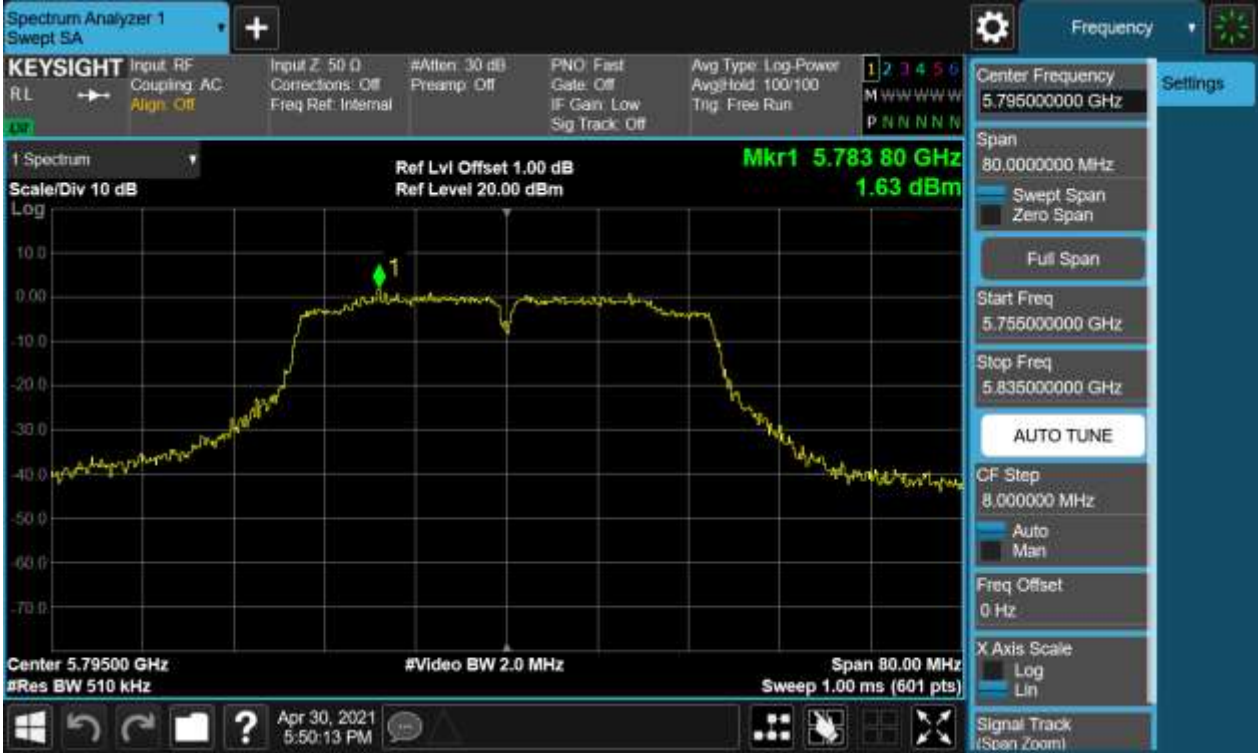 Spectrum Analyzer 1
Swept SA
+
Frequency
KEYSIGHT
RL
Input: RF
Coupling: AC
Align: Off
Input Z: 50 Ω
Corrections: Off
Freq Ref: Internal
#Atten: 30 dB
Preamp: Off
PNO: Fast
Gate: Off
IF Gain: Low
Sig Track: Off
Avg Type: Log-Power
Avg|Hold: 100/100
Trig: Free Run
1 2 3 4 5 6
M W W W W W
P N N N N N
Center Frequency
5.795000000 GHz
Settings
Span
80.0000000 MHz
Swept Span
Zero Span
Full Span
Start Freq
5.755000000 GHz
Stop Freq
5.835000000 GHz
AUTO TUNE
CF Step
8.000000 MHz
Auto
Man
Freq Offset
0 Hz
X Axis Scale
Log
Lin
Signal Track
(Span Zoom)
1 Spectrum
Scale/Div 10 dB
Log
Ref Lvl Offset 1.00 dB
Ref Level 20.00 dBm
Mkr1 5.783 80 GHz
1.63 dBm
1
10.0
0.00
-10.0
-20.0
-30.0
-40.0
-50.0
-60.0
-70.0
Center 5.79500 GHz
#Res BW 510 kHz
#Video BW 2.0 MHz
Span 80.00 MHz
Sweep 1.00 ms (601 pts)
?
Apr 30, 2021
5:50:13 PM